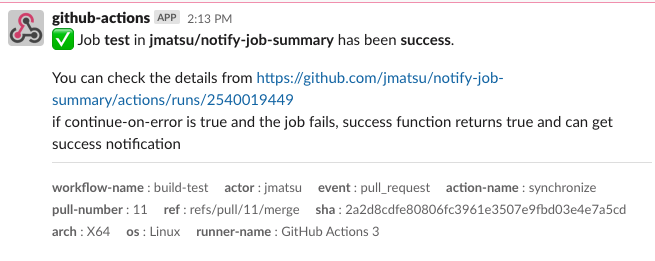 github-actions APP 2:13 PM
✅ Job test in jmatsu/notify-job-summary has been success.
You can check the details from https://github.com/jmatsu/notify-job-
summary/actions/runs/2540019449
if continue-on-error is true and the job fails, success function returns true and can get
success notification
workflow-name : build-test actor : jmatsu event : pull_request action-name : synchronize
pull-number : 11 ref : refs/pull/11/merge sha : 2a2d8cdfe80806fc3961e3507e9fbd03e4e7a5cd
arch : X64 os : Linux runner-name : GitHub Actions 3